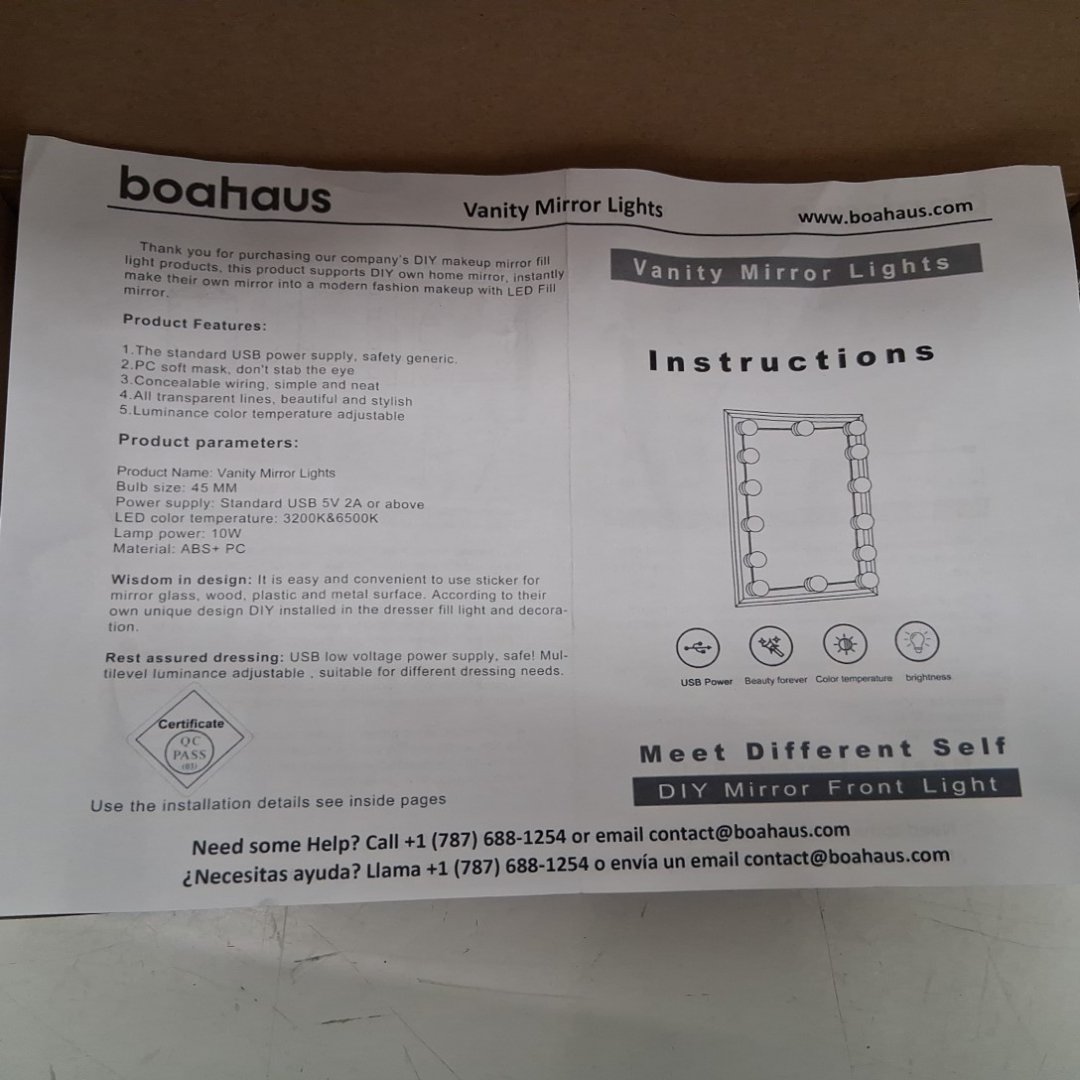 boahaus
Vanity Mirror Lights
www.boahaus.com
Thank you for purchasing our company's DIY makeup mirror fill
light products, this product supports DIY own home mirror, instantly
make their own mirror into a modern fashion makeup with LED Fill
mirror.
Product Features:
1.The standard USB power supply, safety generic.
2.PC soft mask, don't stab the eye
3.Concealable wiring, simple and neat
4.All transparent lines, beautiful and stylish
5.Luminance color temperature adjustable
Product parameters:
Product Name: Vanity Mirror Lights
Bulb size: 45 MM
Power supply: Standard USB 5V 2A or above
LED color temperature: 3200K&6500K
Lamp power: 10W
Material: ABS+ PC
Wisdom in design: It is easy and convenient to use sticker for
mirror glass, wood, plastic and metal surface. According to their
own unique design DIY installed in the dresser fill light and decora-
tion.
Rest assured dressing: USB low voltage power supply, safe! Mul-
tilevel luminance adjustable , suitable for different dressing needs.
Certificate
QC
PASS
(03)
Use the installation details see inside pages
Vanity Mirror Lights
Instructions
USB Power
Beauty forever
Color temperature
brightness
Meet Different Self
DIY Mirror Front Light
Need some Help? Call +1 (787) 688-1254 or email contact@boahaus.com
¿Necesitas ayuda? Llama +1 (787) 688-1254 o envía un email contact@boahaus.com